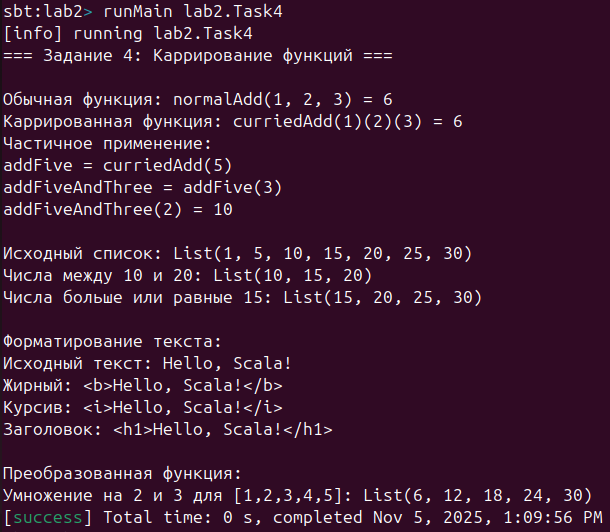 sbt:lab2> runMain lab2.Task4
[info] running lab2.Task4
=== Задание 4: Каррирование функций ===
Обычная функция: normalAdd(1, 2, 3) = 6
Каррированная функция: curriedAdd(1)(2)(3) = 6
Частичное применение:
addFive = curriedAdd(5)
addFiveAndThree = addFive(3)
addFiveAndThree(2) = 10
Исходный список: List(1, 5, 10, 15, 20, 25, 30)
Числа между 10 и 20: List(10, 15, 20)
Числа больше или равные 15: List(15, 20, 25, 30)
Форматирование текста:
Исходный текст: Hello, Scala!
Жирный: <b>Hello, Scala!</b>
Курсив: <i>Hello, Scala!</i>
Заголовок: <h1>Hello, Scala!</h1>
Преобразованная функция:
Умножение на 2 и 3 для [1,2,3,4,5]: List(6, 12, 18, 24, 30)
[success] Total time: 0 s, completed Nov 5, 2025, 1:09:56 PM